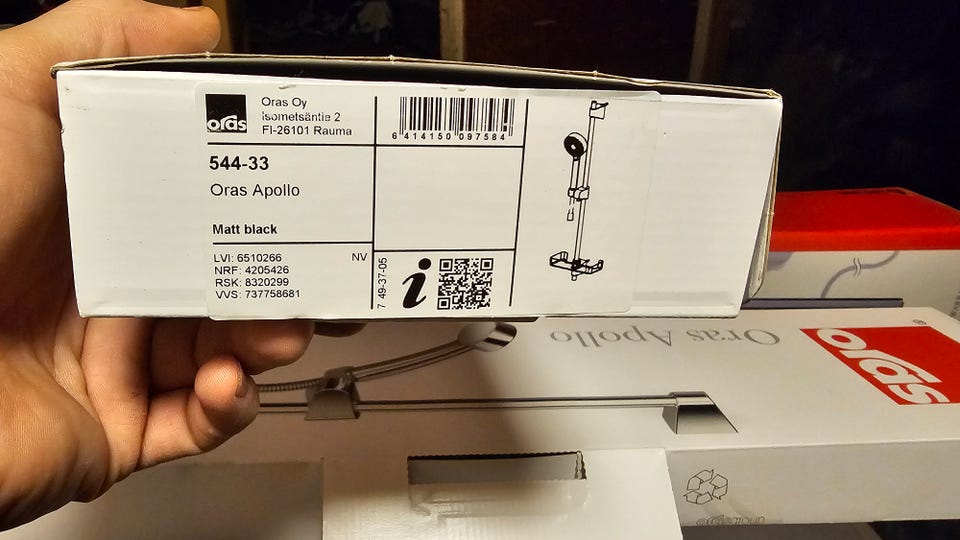 oras
Oras Oy
Isometsäntie 2
FI-26101 Rauma
6 414150 097584
544-33
Oras Apollo
Matt black
LVI: 6510266
NV
NRF: 4205426
RSK: 8320299
VVS: 737758681
7 49-37-05
i
Oras Apollo
oras®